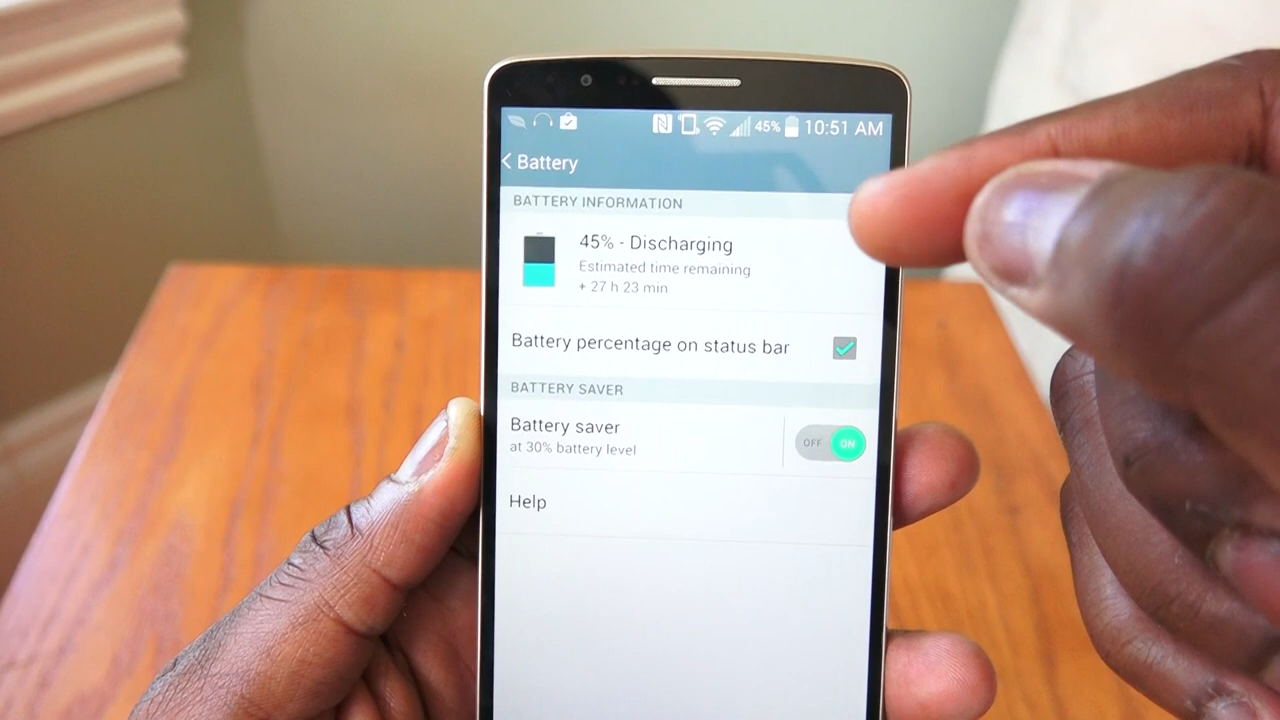 45% 10:51 AM
Battery
BATTERY INFORMATION
45% - Discharging
Estimated time remaining
+ 27 h 23 min
Battery percentage on status bar
BATTERY SAVER
Battery saver
at 30% battery level
OFF ON
Help